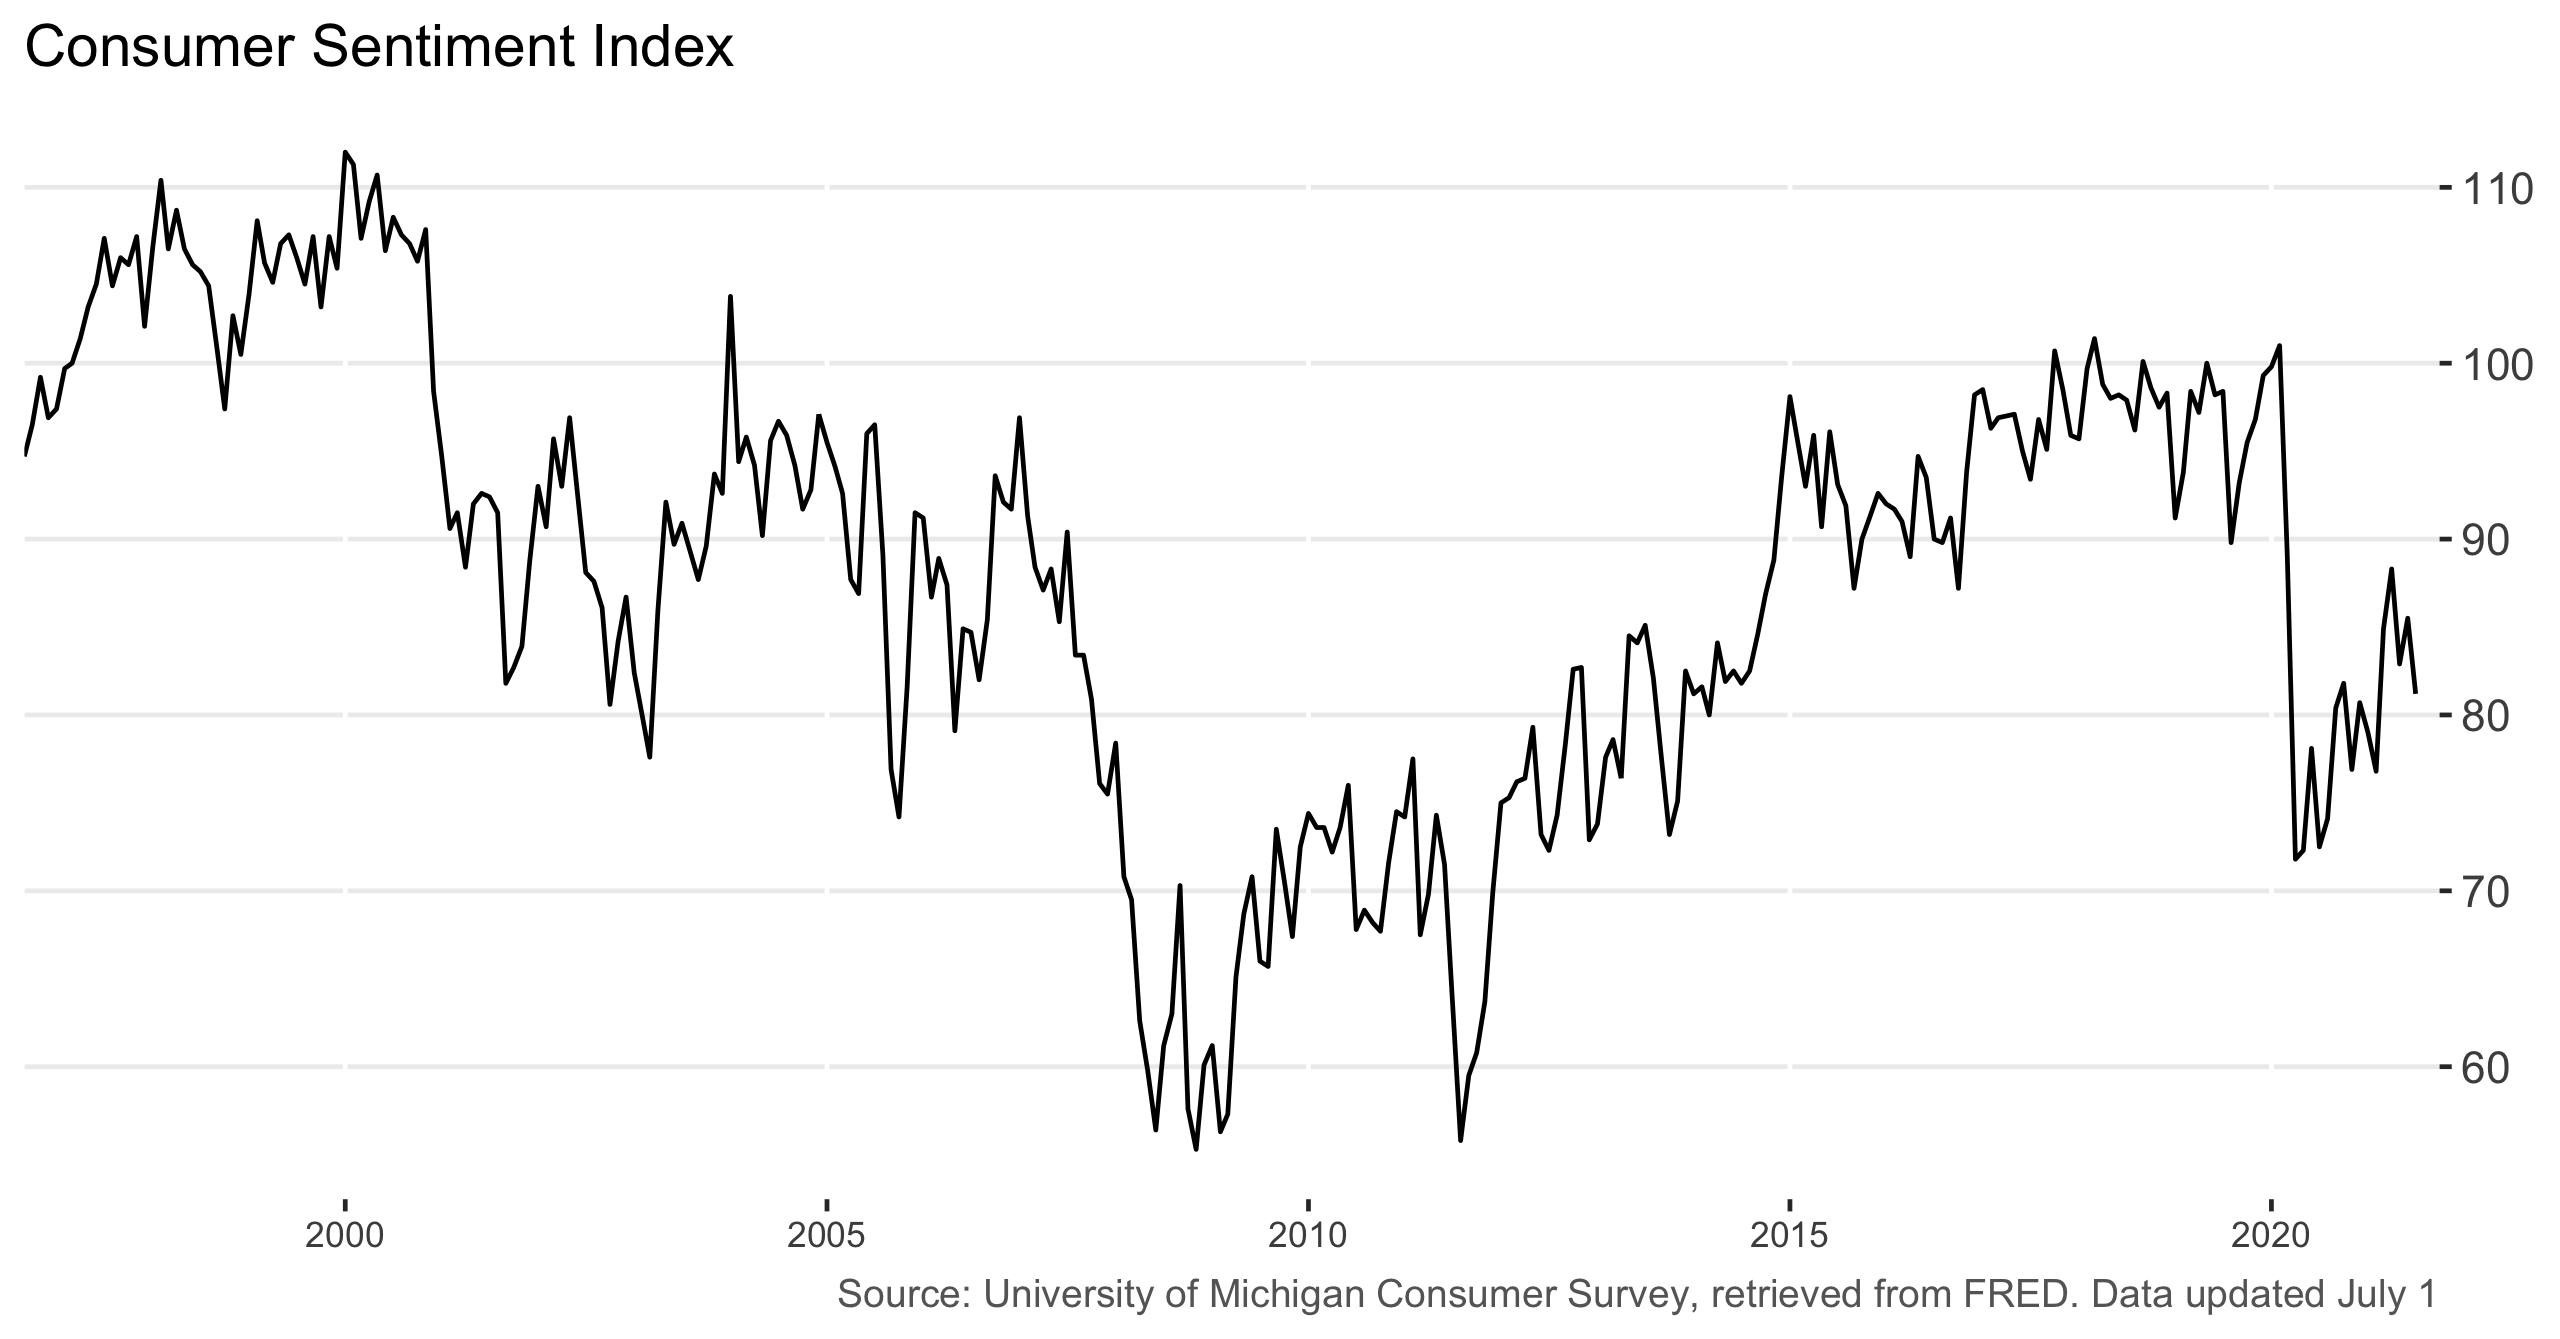 Consumer Sentiment Index
110
100
90
80
70
60
2000 2005 2010 2015 2020
Source: University of Michigan Consumer Survey, retrieved from FRED. Data updated July 1